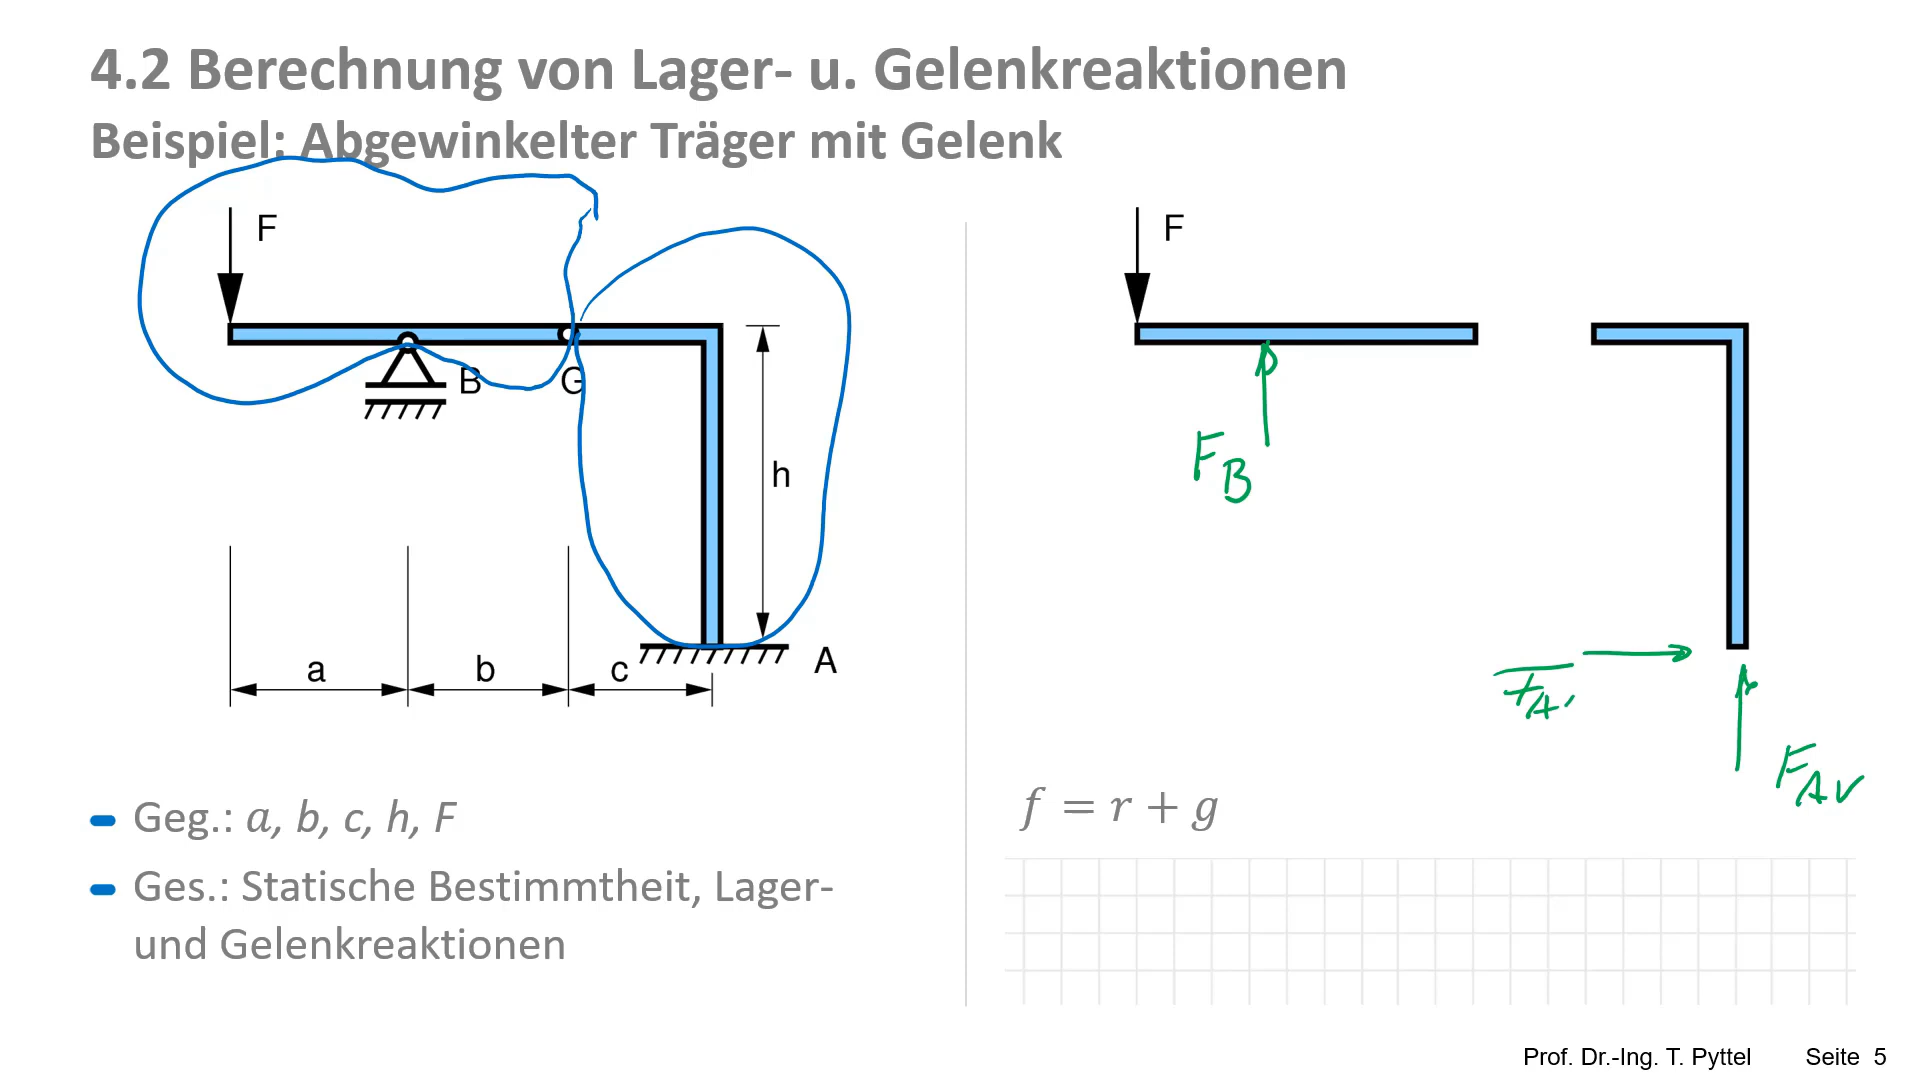 4.2 Berechnung von Lager- u. Gelenkreaktionen
Beispiel: Abgewinkelter Träger mit Gelenk
F
F
B
G
h
F_B
A
a
b
c
F_AV
Geg.: a, b, c, h, F
f = r + g
Ges.: Statische Bestimmtheit, Lager-
und Gelenkreaktionen
Prof. Dr.-Ing. T. Pyttel Seite 5